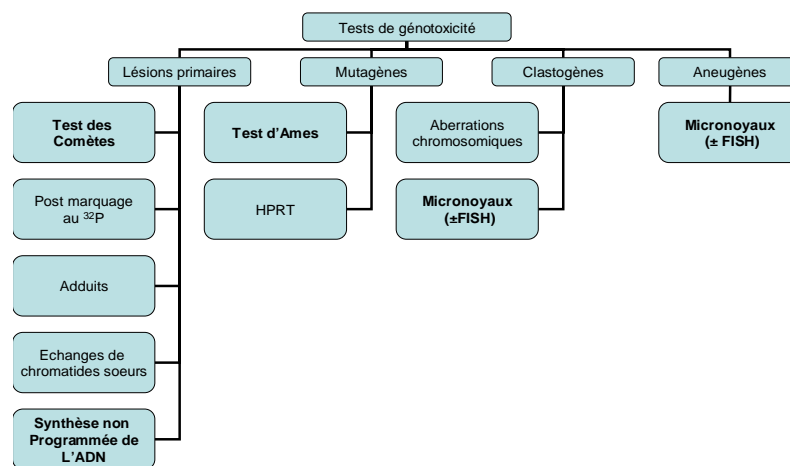 Tests de génotoxicité
Lésions primaires
Mutagènes
Clastogènes
Aneugènes
Test des
Comètes
Test d'Ames
Aberrations
chromosomiques
Micronoyaux
(± FISH)
Post marquage
au ³²P
HPRT
Micronoyaux
(±FISH)
Adduits
Echanges de
chromatides soeurs
Synthèse non
Programmée de
L'ADN